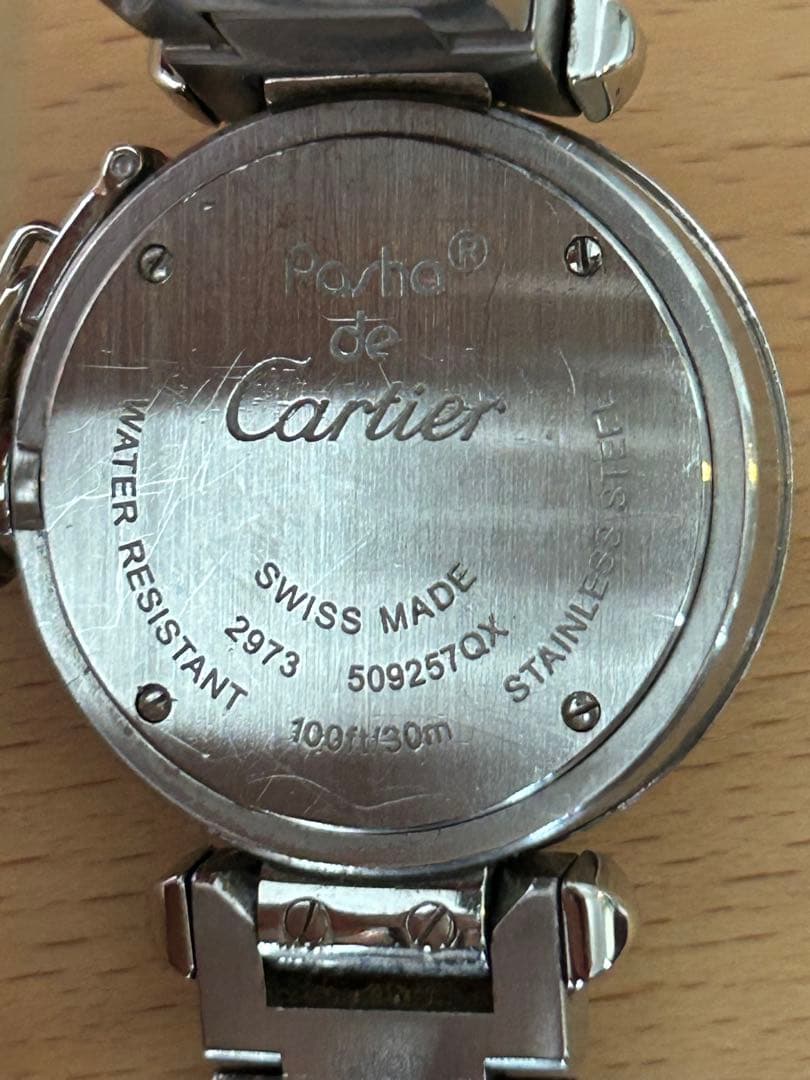 Pasha®
de
Cartier
WATER RESISTANT
SWISS MADE
2973 509257QX
STAINLESS STEEL
100ft/30m